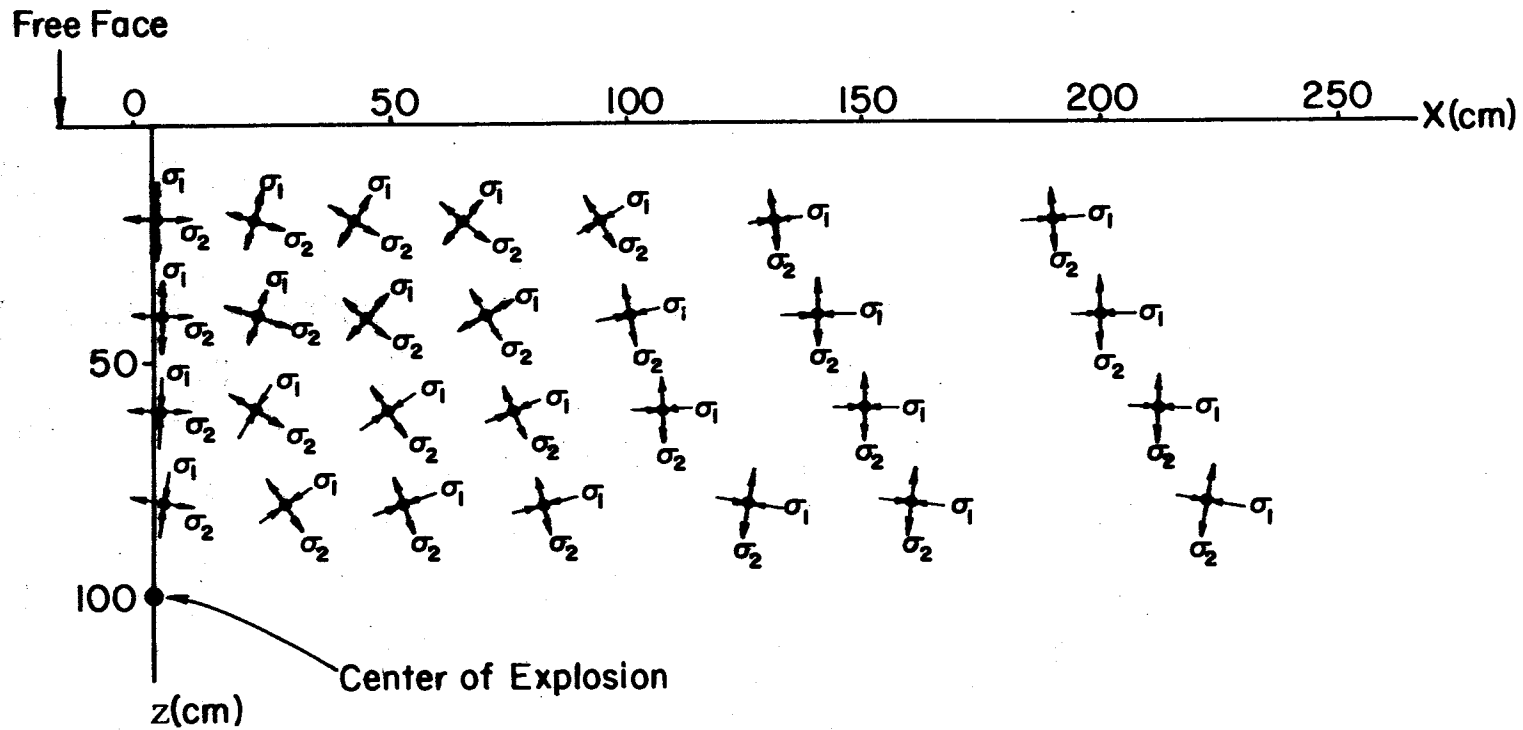 Free Face
0 50 100 150 200 250 X(cm)
σ₁ σ₁ σ₁ σ₁ σ₁ σ₁ σ₁
σ₂ σ₂ σ₂ σ₂ σ₂ σ₂ σ₂
σ₁ σ₁ σ₁ σ₁ σ₁ σ₁ σ₁
σ₂ σ₂ σ₂ σ₂ σ₂ σ₂ σ₂
50
σ₁ σ₁ σ₁ σ₁ σ₁ σ₁ σ₁
σ₂ σ₂ σ₂ σ₂ σ₂ σ₂ σ₂
σ₁ σ₁ σ₁ σ₁ σ₁ σ₁ σ₁
σ₂ σ₂ σ₂ σ₂ σ₂ σ₂ σ₂
100
Center of Explosion
z(cm)